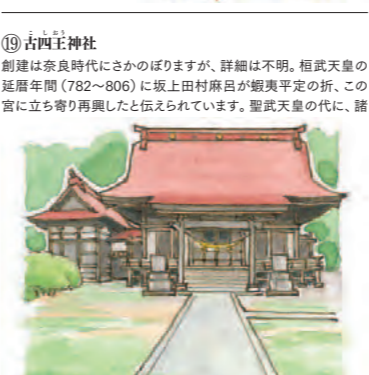 ⑲古四王神社
こしおう
創建は奈良時代にさかのぼりますが、詳細は不明。桓武天皇の
延暦年間（782～806）に坂上田村麻呂が蝦夷平定の折、この
宮に立ち寄り再興したと伝えられています。聖武天皇の代に、諸